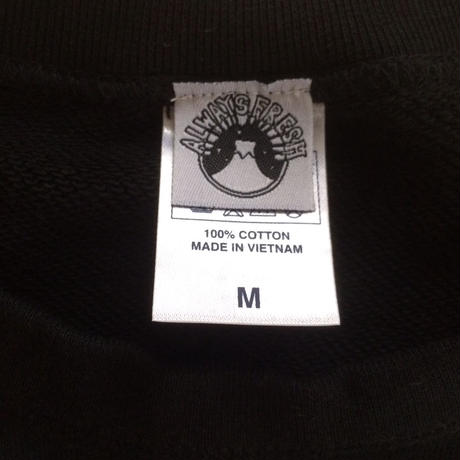 ALWAYS FRESH
100% COTTON
MADE IN VIETNAM
M